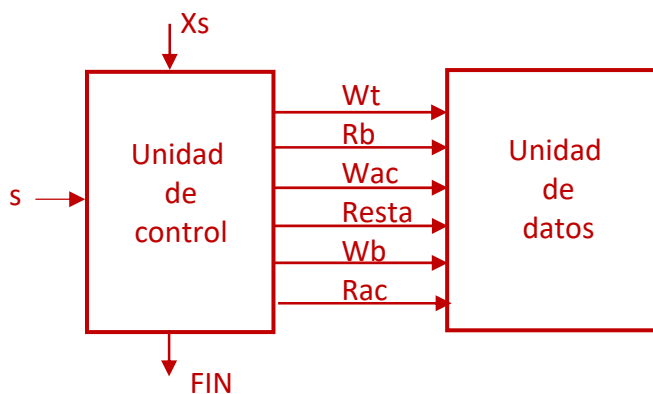 Xs
s
Unidad
de
control
Wt
Rb
Wac
Resta
Wb
Rac
Unidad
de
datos
FIN